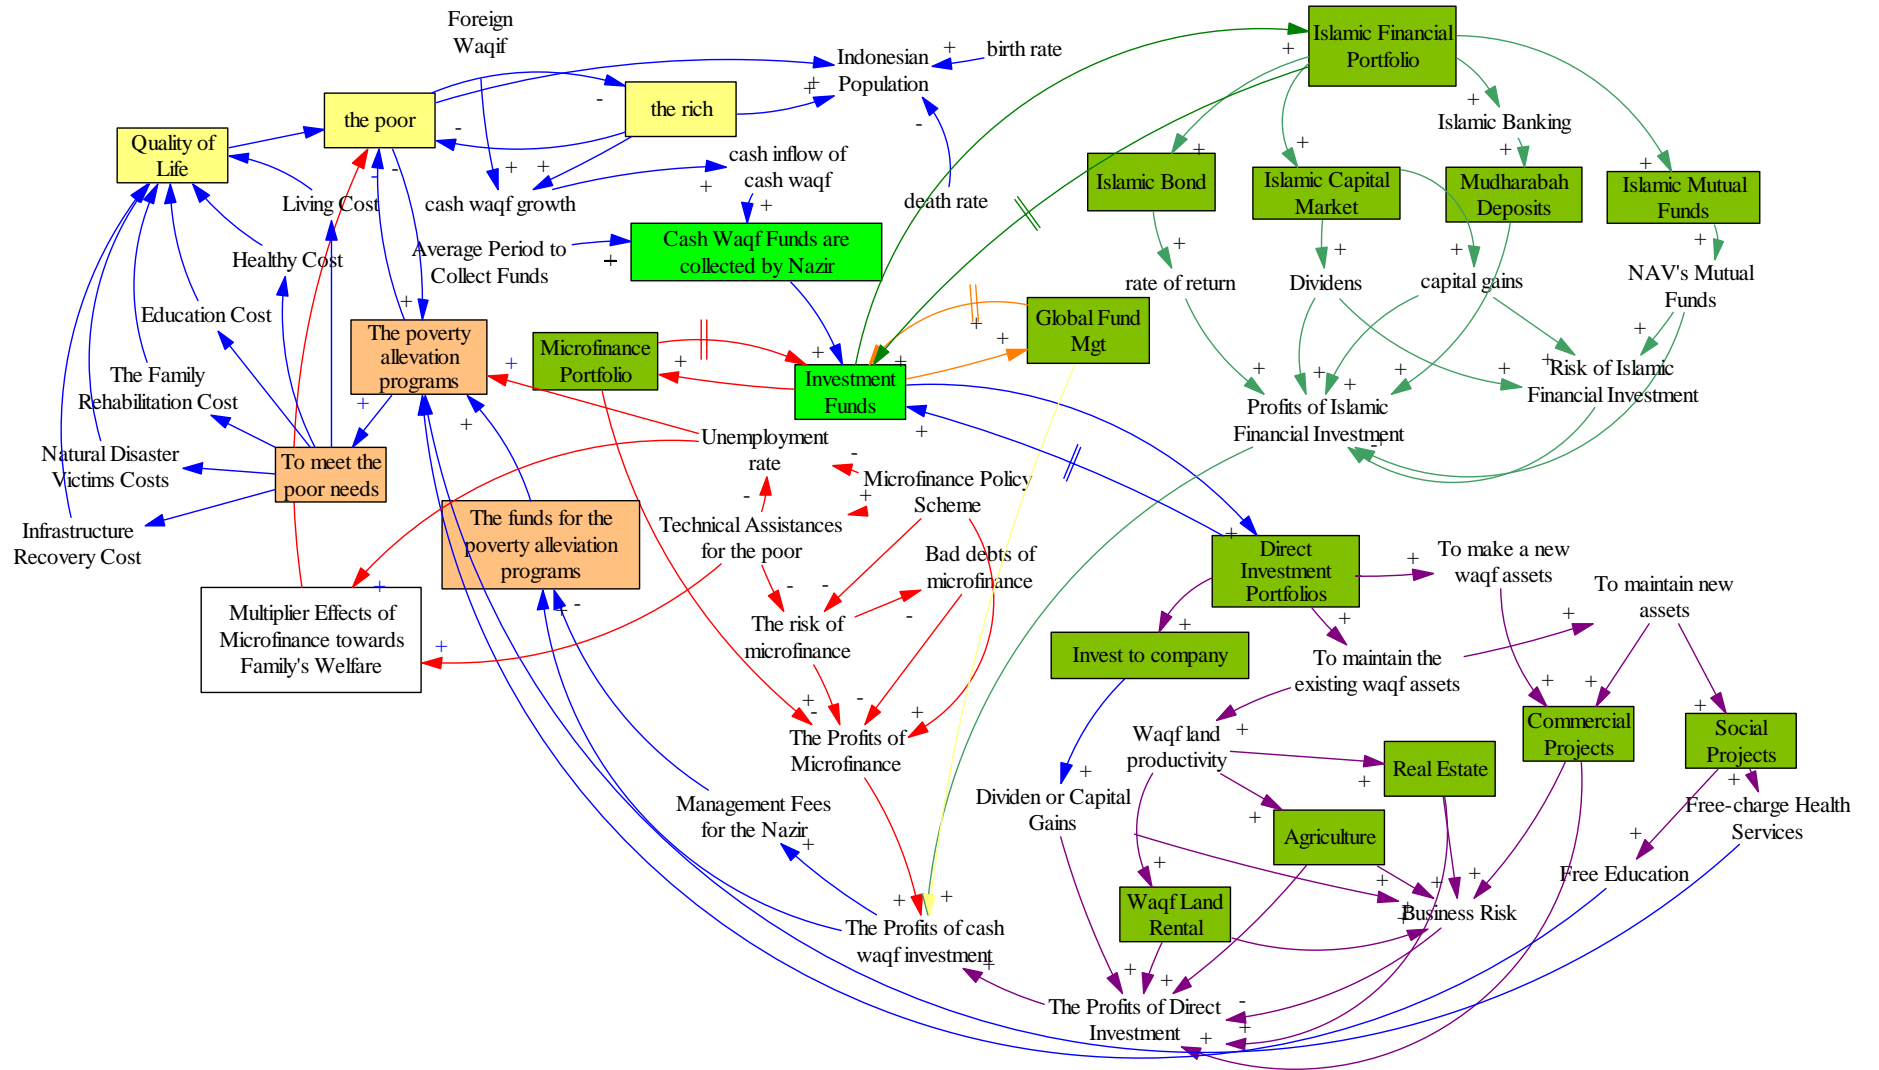 Foreign
Waqif
Indonesian
Population
birth rate
Islamic Financial
Portfolio
the poor
the rich
Quality of
Life
cash inflow of
cash waqf
Islamic Banking
Living Cost
cash waqf growth
death rate
Islamic Bond
Islamic Capital
Market
Mudharabah
Deposits
Islamic Mutual
Funds
Healthy Cost
Average Period to
Collect Funds
Cash Waqf Funds are
collected by Nazir
rate of return
Dividens
capital gains
NAV's Mutual
Funds
Education Cost
The poverty
allevation
programs
Microfinance
Portfolio
Global Fund
Mgt
Investment
Funds
The Family
Rehabilitation Cost
Risk of Islamic
Financial Investment
Profits of Islamic
Financial Investment
Natural Disaster
Victims Costs
To meet the
poor needs
Unemployment
rate
Microfinance Policy
Scheme
Infrastructure
Recovery Cost
The funds for the
poverty alleviation
programs
Technical Assistances
for the poor
Bad debts of
microfinance
Direct
Investment
Portfolios
To make a new
waqf assets
To maintain new
assets
Multiplier Effects of
Microfinance towards
Family's Welfare
The risk of
microfinance
Invest to company
To maintain the
existing waqf assets
The Profits of
Microfinance
Waqf land
productivity
Commercial
Projects
Social
Projects
Real Estate
Management Fees
for the Nazir
Dividen or Capital
Gains
Agriculture
Free-charge Health
Services
Free Education
The Profits of cash
waqf investment
Waqf Land
Rental
Business Risk
The Profits of Direct
Investment